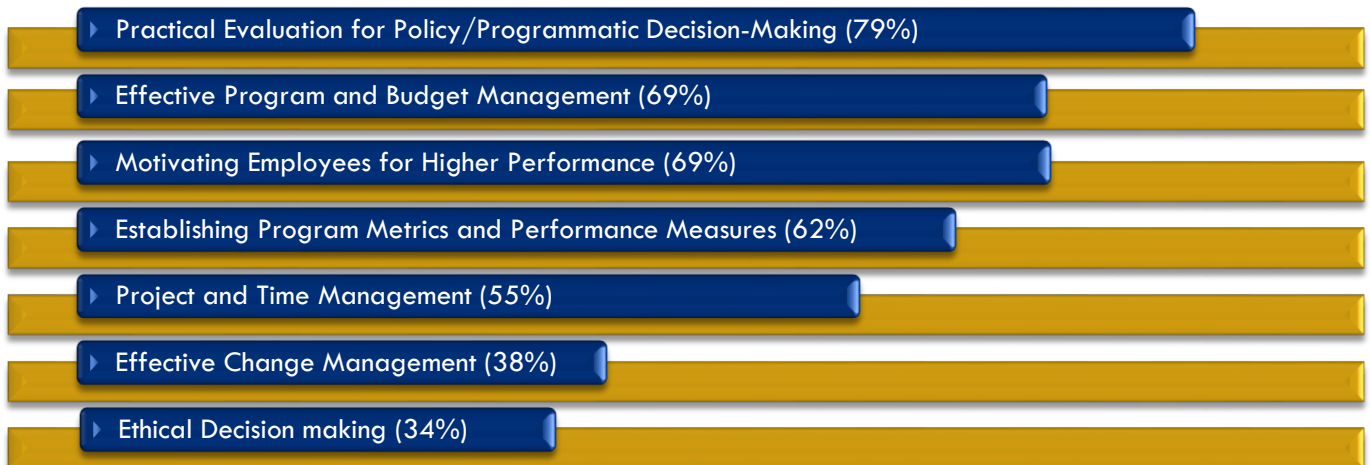 Practical Evaluation for Policy/Programmatic Decision-Making (79%)
Effective Program and Budget Management (69%)
Motivating Employees for Higher Performance (69%)
Establishing Program Metrics and Performance Measures (62%)
Project and Time Management (55%)
Effective Change Management (38%)
Ethical Decision making (34%)